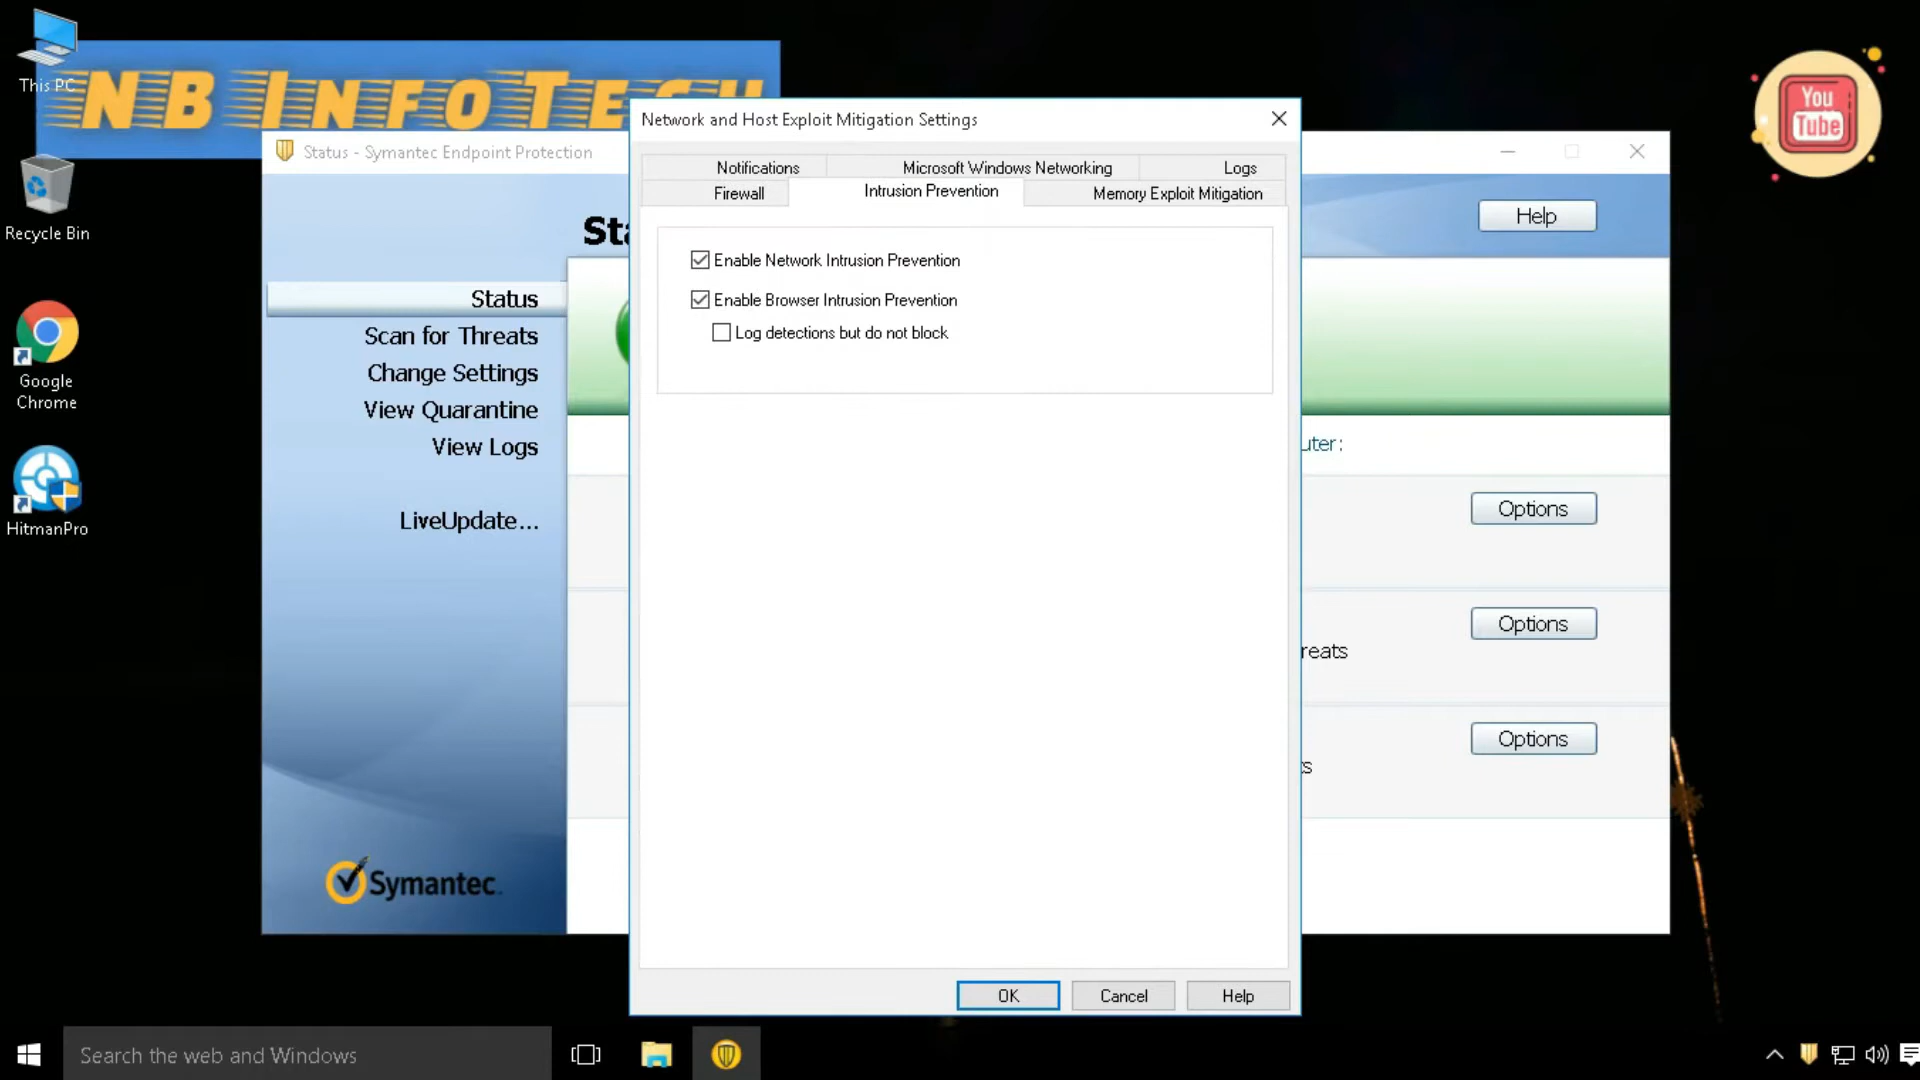 This PC
NB INFOTECH
You
Tube
Recycle Bin
Google
Chrome
HitmanPro
Status - Symantec Endpoint Protection
Help
Status
Scan for Threats
Change Settings
View Quarantine
View Logs
LiveUpdate...
Symantec.
Network and Host Exploit Mitigation Settings
Notifications
Microsoft Windows Networking
Logs
Firewall
Intrusion Prevention
Memory Exploit Mitigation
Enable Network Intrusion Prevention
Enable Browser Intrusion Prevention
Log detections but do not block
OK
Cancel
Help
Sta
uter:
Options
Options
reats
Options
ts
Search the web and Windows